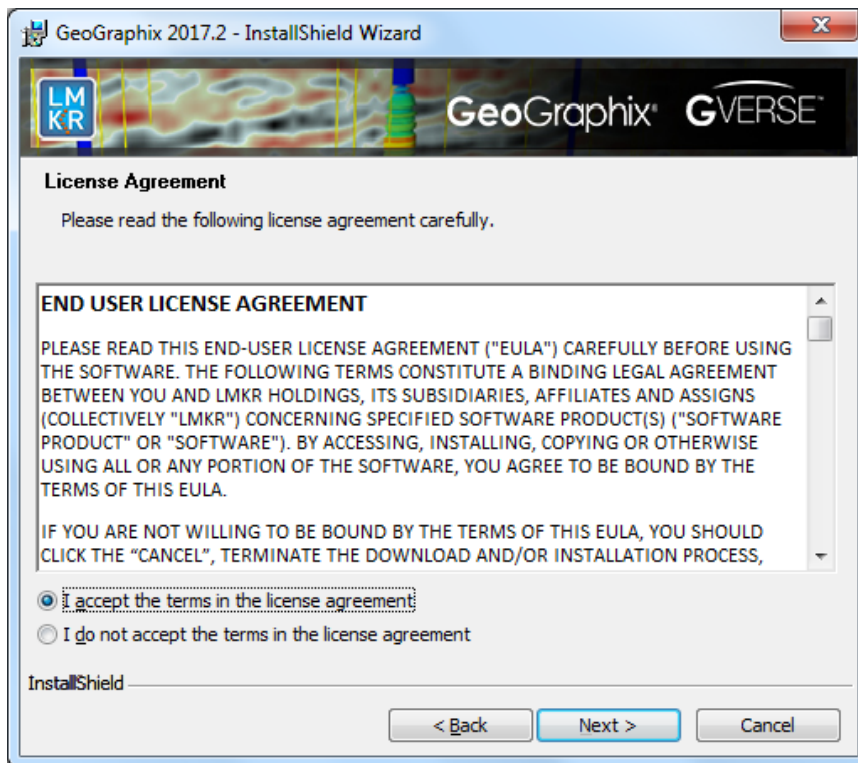 GeoGraphix 2017.2 - InstallShield Wizard
X
LM
KR
GeoGraphix® GVERSE™
License Agreement
Please read the following license agreement carefully.
END USER LICENSE AGREEMENT
PLEASE READ THIS END-USER LICENSE AGREEMENT ("EULA") CAREFULLY BEFORE USING
THE SOFTWARE. THE FOLLOWING TERMS CONSTITUTE A BINDING LEGAL AGREEMENT
BETWEEN YOU AND LMKR HOLDINGS, ITS SUBSIDIARIES, AFFILIATES AND ASSIGNS
(COLLECTIVELY "LMKR") CONCERNING SPECIFIED SOFTWARE PRODUCT(S) ("SOFTWARE
PRODUCT" OR "SOFTWARE"). BY ACCESSING, INSTALLING, COPYING OR OTHERWISE
USING ALL OR ANY PORTION OF THE SOFTWARE, YOU AGREE TO BE BOUND BY THE
TERMS OF THIS EULA.
IF YOU ARE NOT WILLING TO BE BOUND BY THE TERMS OF THIS EULA, YOU SHOULD
CLICK THE “CANCEL”, TERMINATE THE DOWNLOAD AND/OR INSTALLATION PROCESS,
I accept the terms in the license agreement
I do not accept the terms in the license agreement
InstallShield
< Back Next > Cancel